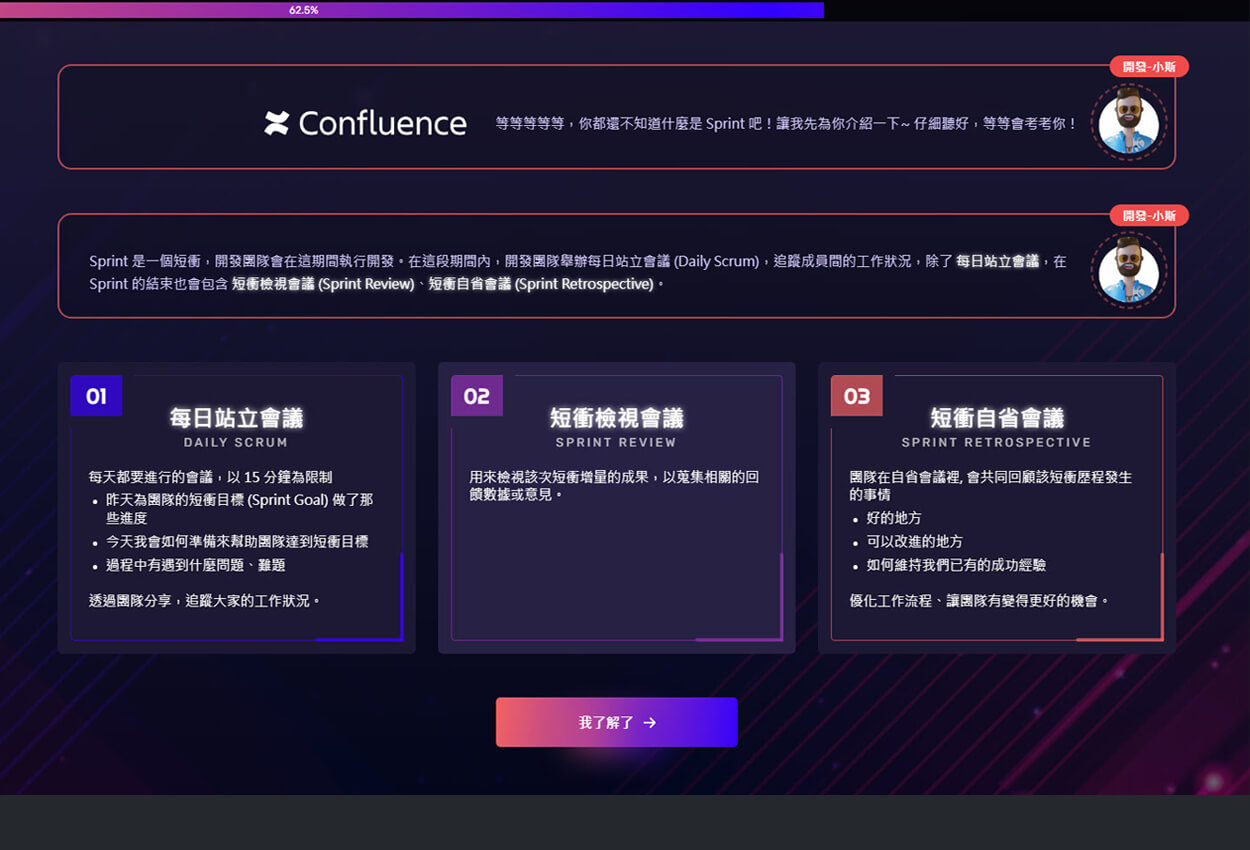 62.5%
開發-小斯
Confluence
等等等等等，你都還不知道什麼是 Sprint 吧！讓我先為你介紹一下~ 仔細聽好，等等會考考你！
開發-小斯
Sprint 是一個短衝，開發團隊會在這期間執行開發。在這段期間內，開發團隊舉辦每日站立會議 (Daily Scrum)，追蹤成員間的工作狀況，除了 每日站立會議，在
Sprint 的結束也會包含 短衝檢視會議 (Sprint Review)、短衝自省會議 (Sprint Retrospective)。
01
每日站立會議
DAILY SCRUM
每天都要進行的會議，以 15 分鐘為限制
• 昨天為團隊的短衝目標 (Sprint Goal) 做了那
些進度
• 今天我會如何準備來幫助團隊達到短衝目標
• 過程中有遇到什麼問題、難題
透過團隊分享，追蹤大家的工作狀況。
02
短衝檢視會議
SPRINT REVIEW
用來檢視該次短衝增量的成果，以蒐集相關的回
饋數據或意見。
03
短衝自省會議
SPRINT RETROSPECTIVE
團隊在自省會議裡, 會共同回顧該短衝歷程發生
的事情
• 好的地方
• 可以改進的地方
• 如何維持我們已有的成功經驗
優化工作流程、讓團隊有變得更好的機會。
我了解了 →